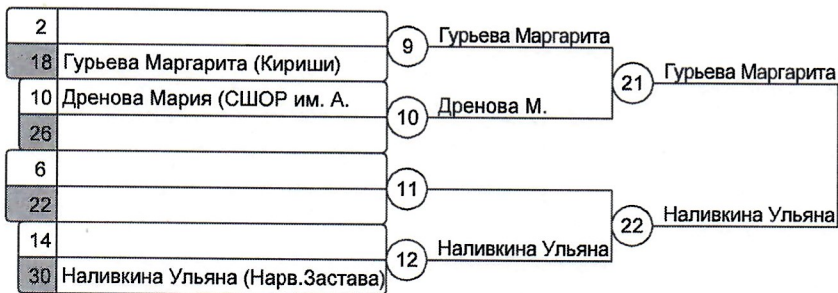 2
18 Гурьева Маргарита (Кириши)
9 Гурьева Маргарита
10 Дренова Мария (СШОР им. А.
26
10 Дренова М.
21 Гурьева Маргарита
6
22
11
14
30 Наливкина Ульяна (Нарв.Застава)
12 Наливкина Ульяна
22 Наливкина Ульяна